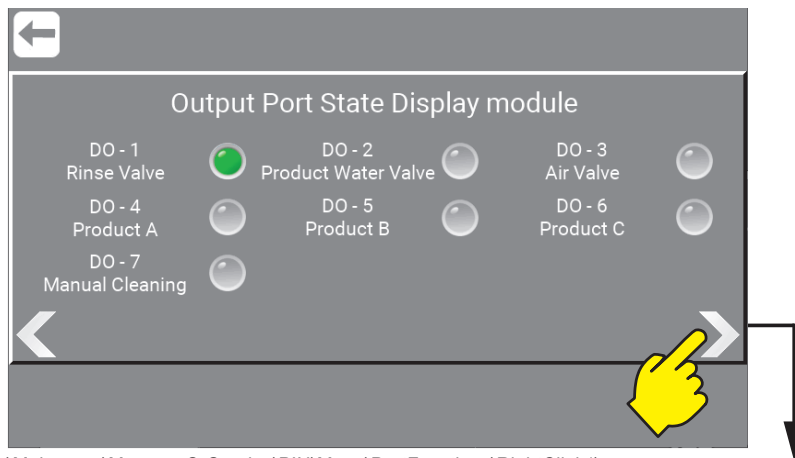 Output Port State Display module
DO - 1
Rinse Valve
DO - 2
Product Water Valve
DO - 3
Air Valve
DO - 4
Product A
DO - 5
Product B
DO - 6
Product C
DO - 7
Manual Cleaning